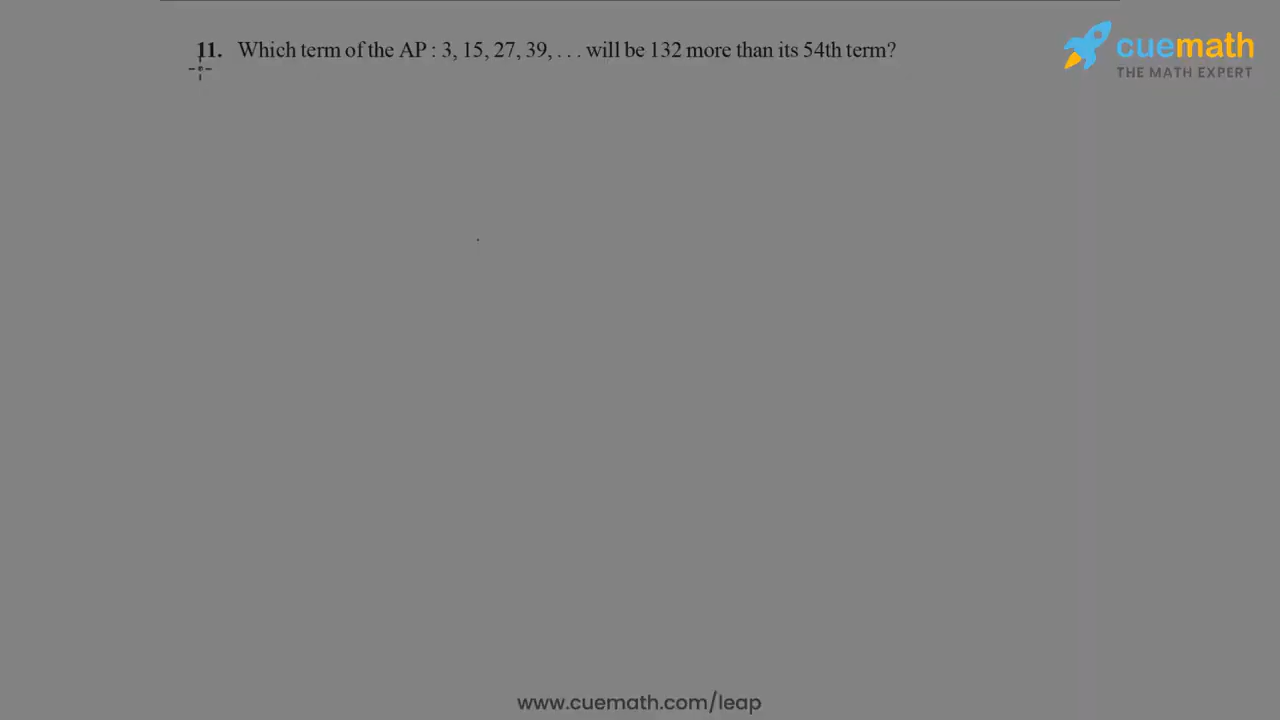 11. Which term of the AP : 3, 15, 27, 39, . . . will be 132 more than its 54th term?
cuemath
THE MATH EXPERT
www.cuemath.com/leap